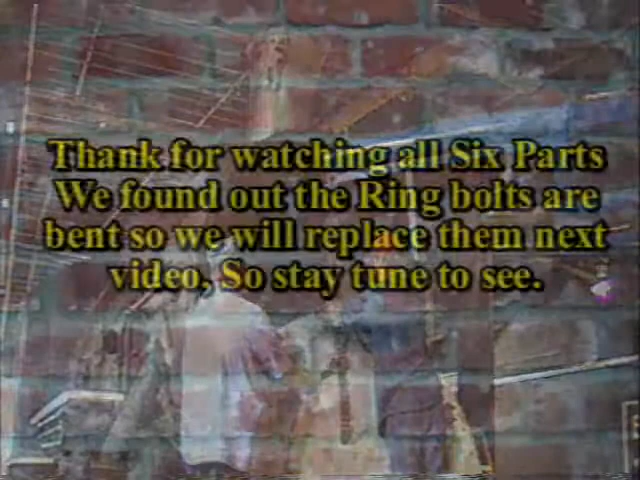 Thank for watching all Six Parts
We found out the Ring bolts are
bent so we will replace them next
video, So stay tune to see.